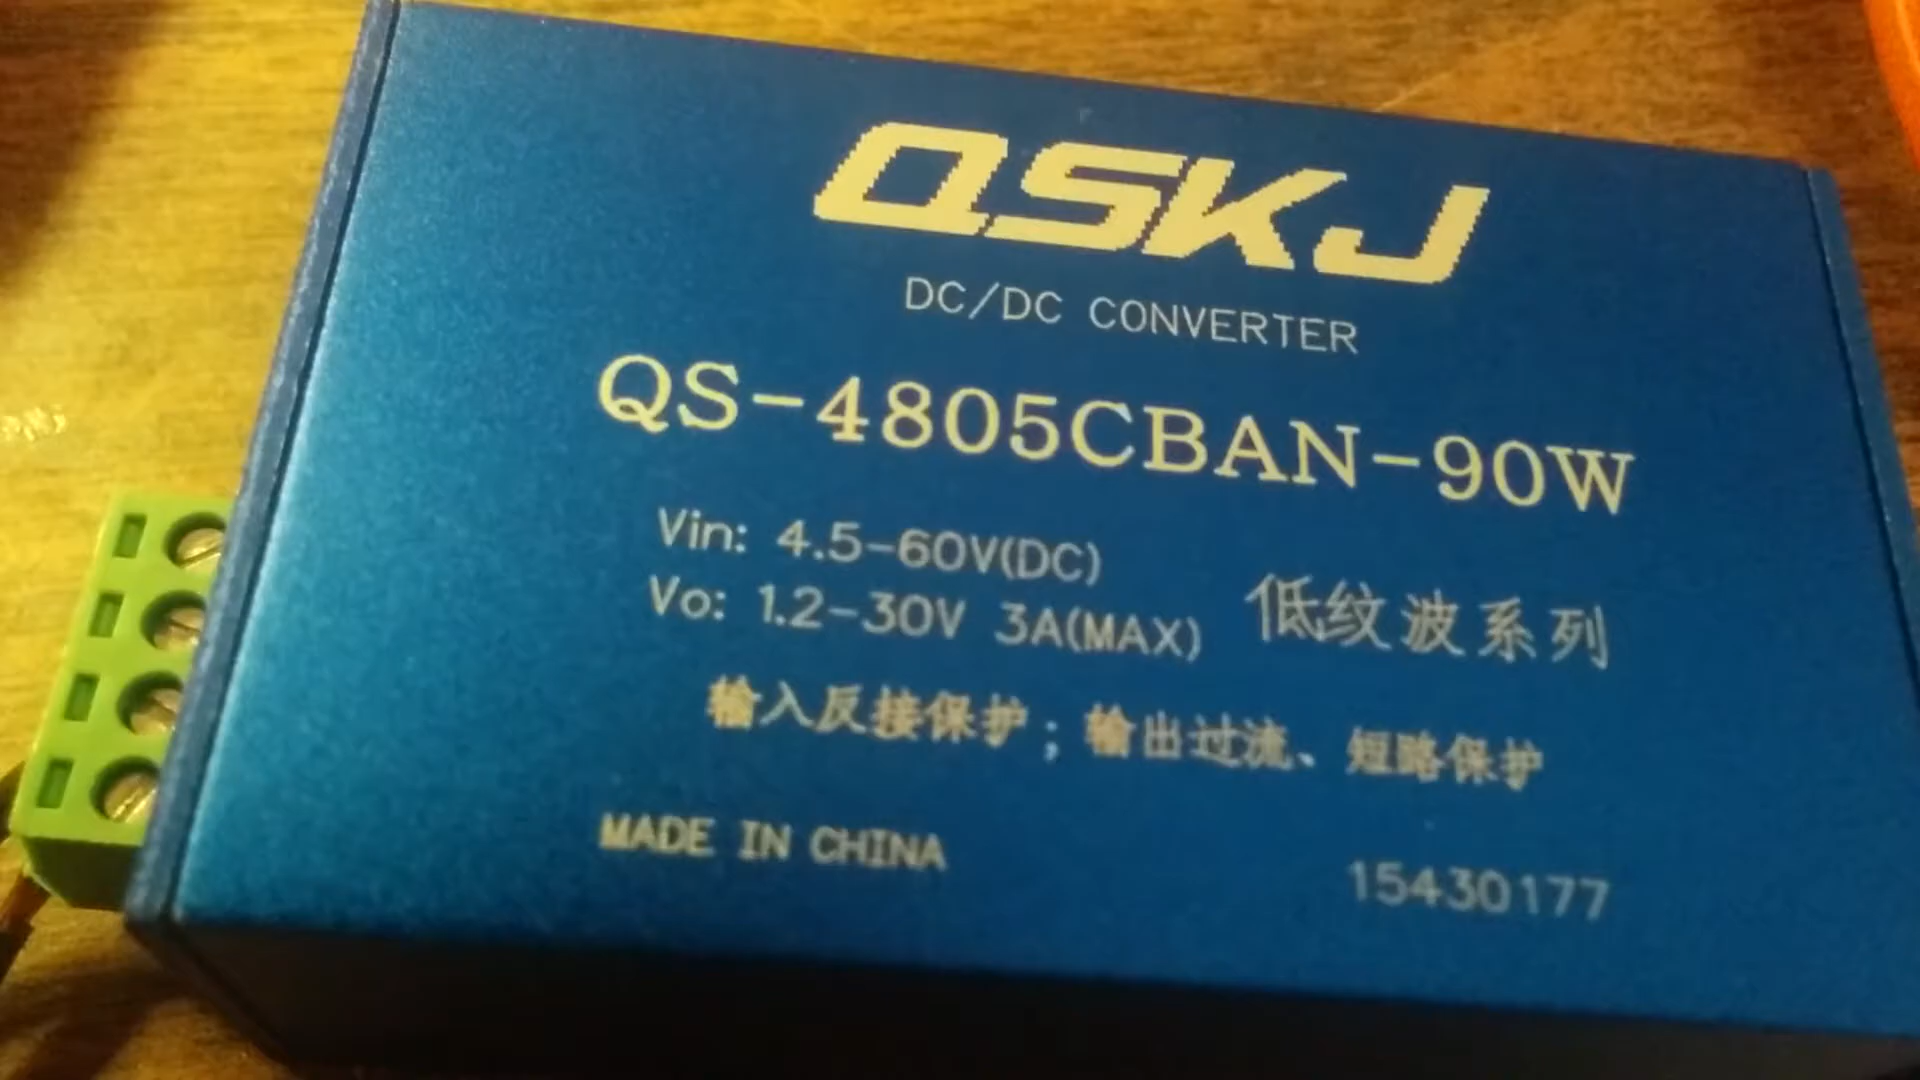 QSKJ
DC/DC CONVERTER
QS-4805CBAN-90W
Vin: 4.5-60V(DC)
Vo: 1.2-30V 3A(MAX) 低纹波系列
输入反接保护；输出过流、短路保护
MADE IN CHINA
15430177